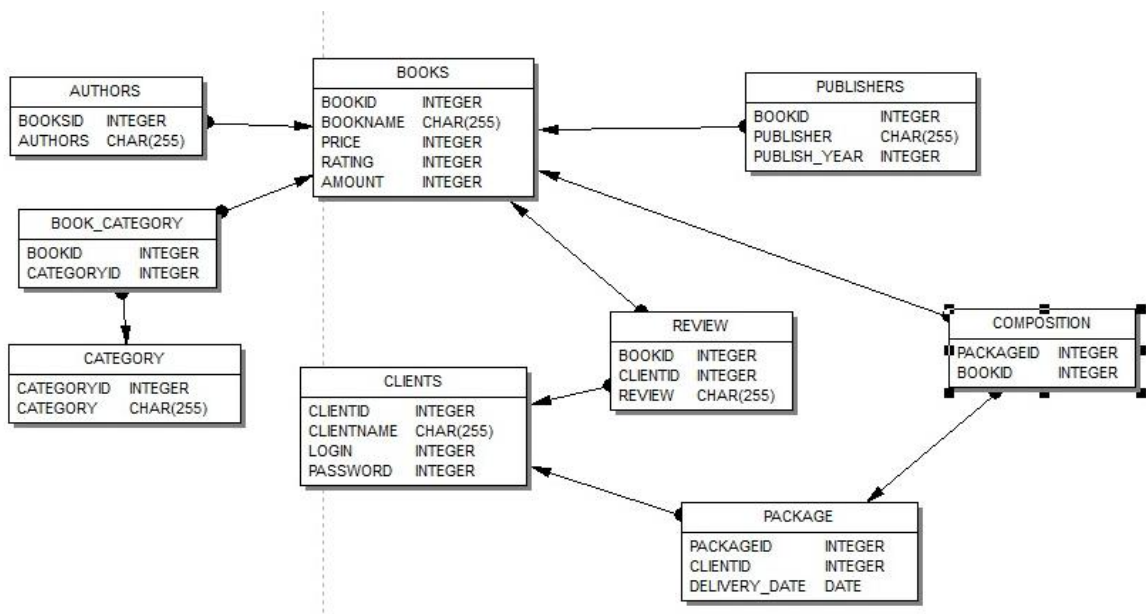 AUTHORS
BOOKSID INTEGER
AUTHORS CHAR(255)
BOOKS
BOOKID INTEGER
BOOKNAME CHAR(255)
PRICE INTEGER
RATING INTEGER
AMOUNT INTEGER
PUBLISHERS
BOOKID INTEGER
PUBLISHER CHAR(255)
PUBLISH_YEAR INTEGER
BOOK_CATEGORY
BOOKID INTEGER
CATEGORYID INTEGER
CATEGORY
CATEGORYID INTEGER
CATEGORY CHAR(255)
REVIEW
BOOKID INTEGER
CLIENTID INTEGER
REVIEW CHAR(255)
COMPOSITION
PACKAGEID INTEGER
BOOKID INTEGER
CLIENTS
CLIENTID INTEGER
CLIENTNAME CHAR(255)
LOGIN INTEGER
PASSWORD INTEGER
PACKAGE
PACKAGEID INTEGER
CLIENTID INTEGER
DELIVERY_DATE DATE